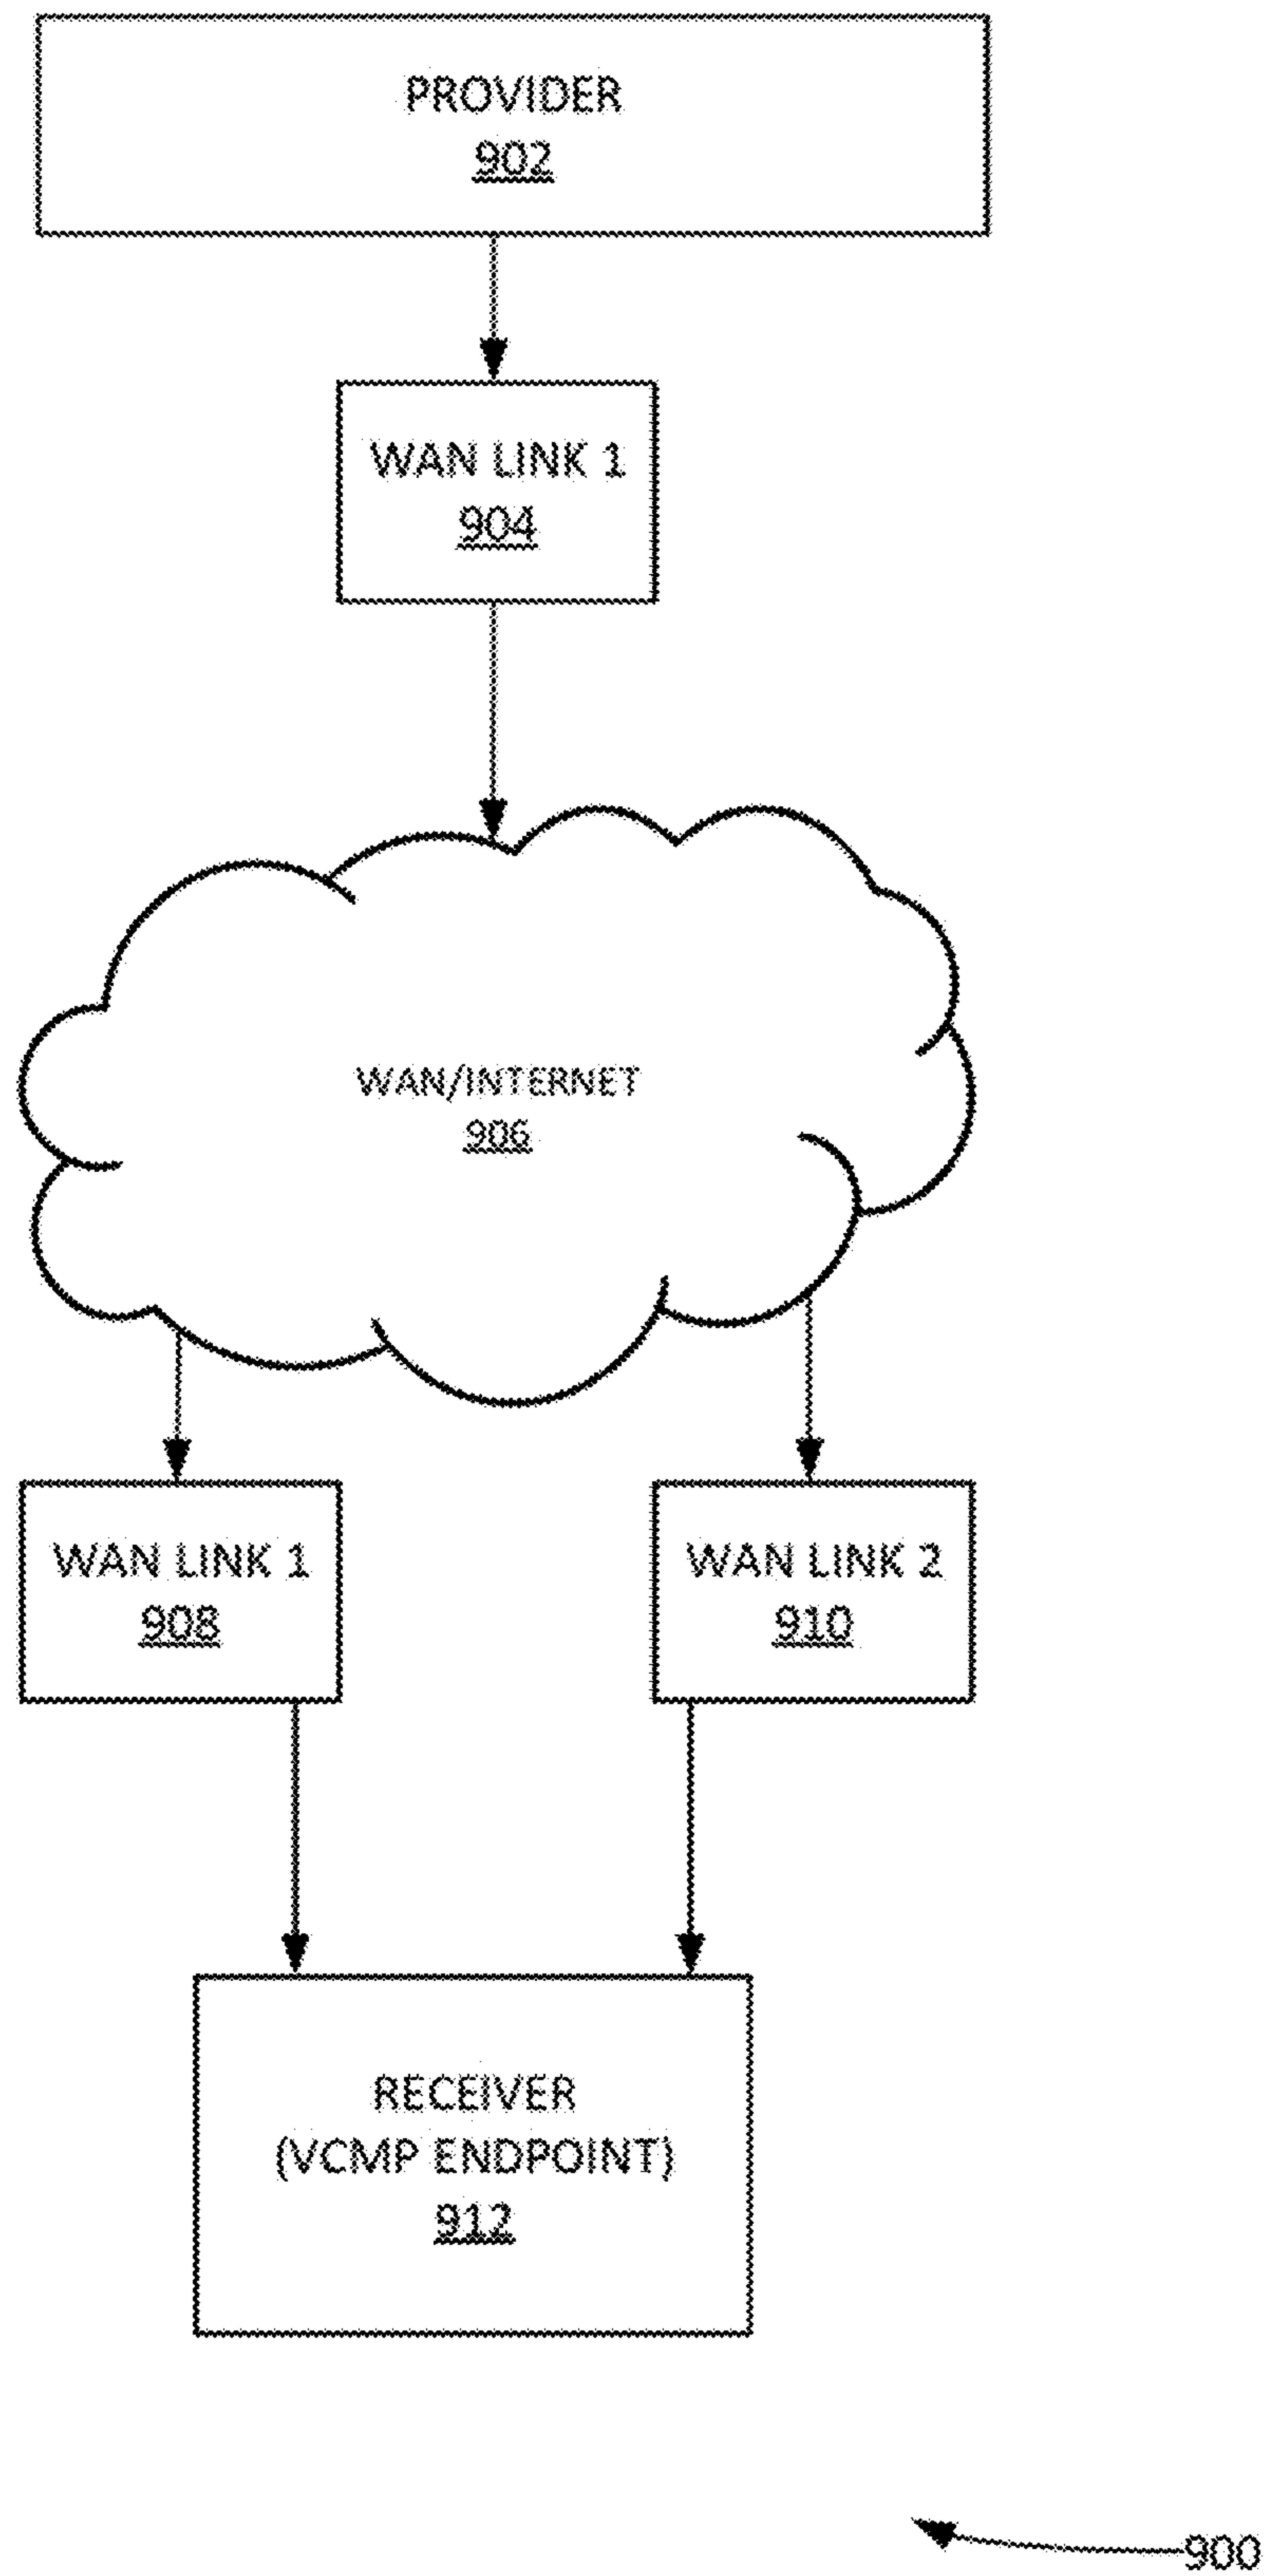 PROVIDER
902
WAN LINK 1
904
WAN/INTERNET
906
WAN LINK 1
908
WAN LINK 2
910
RECEIVER
(VCMP ENDPOINT)
912
900